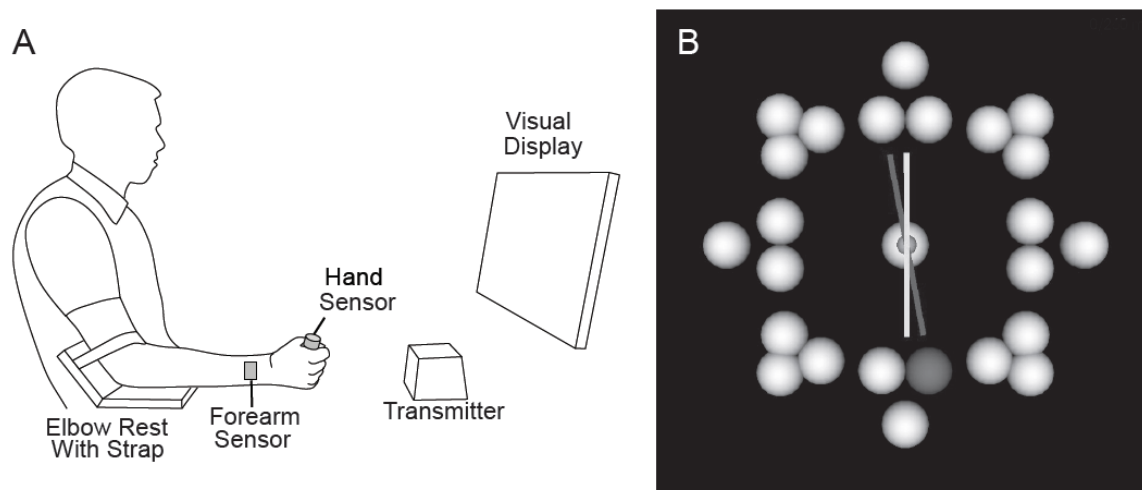 A
B
Visual
Display
Hand
Sensor
Transmitter
Forearm
Sensor
Elbow Rest
With Strap